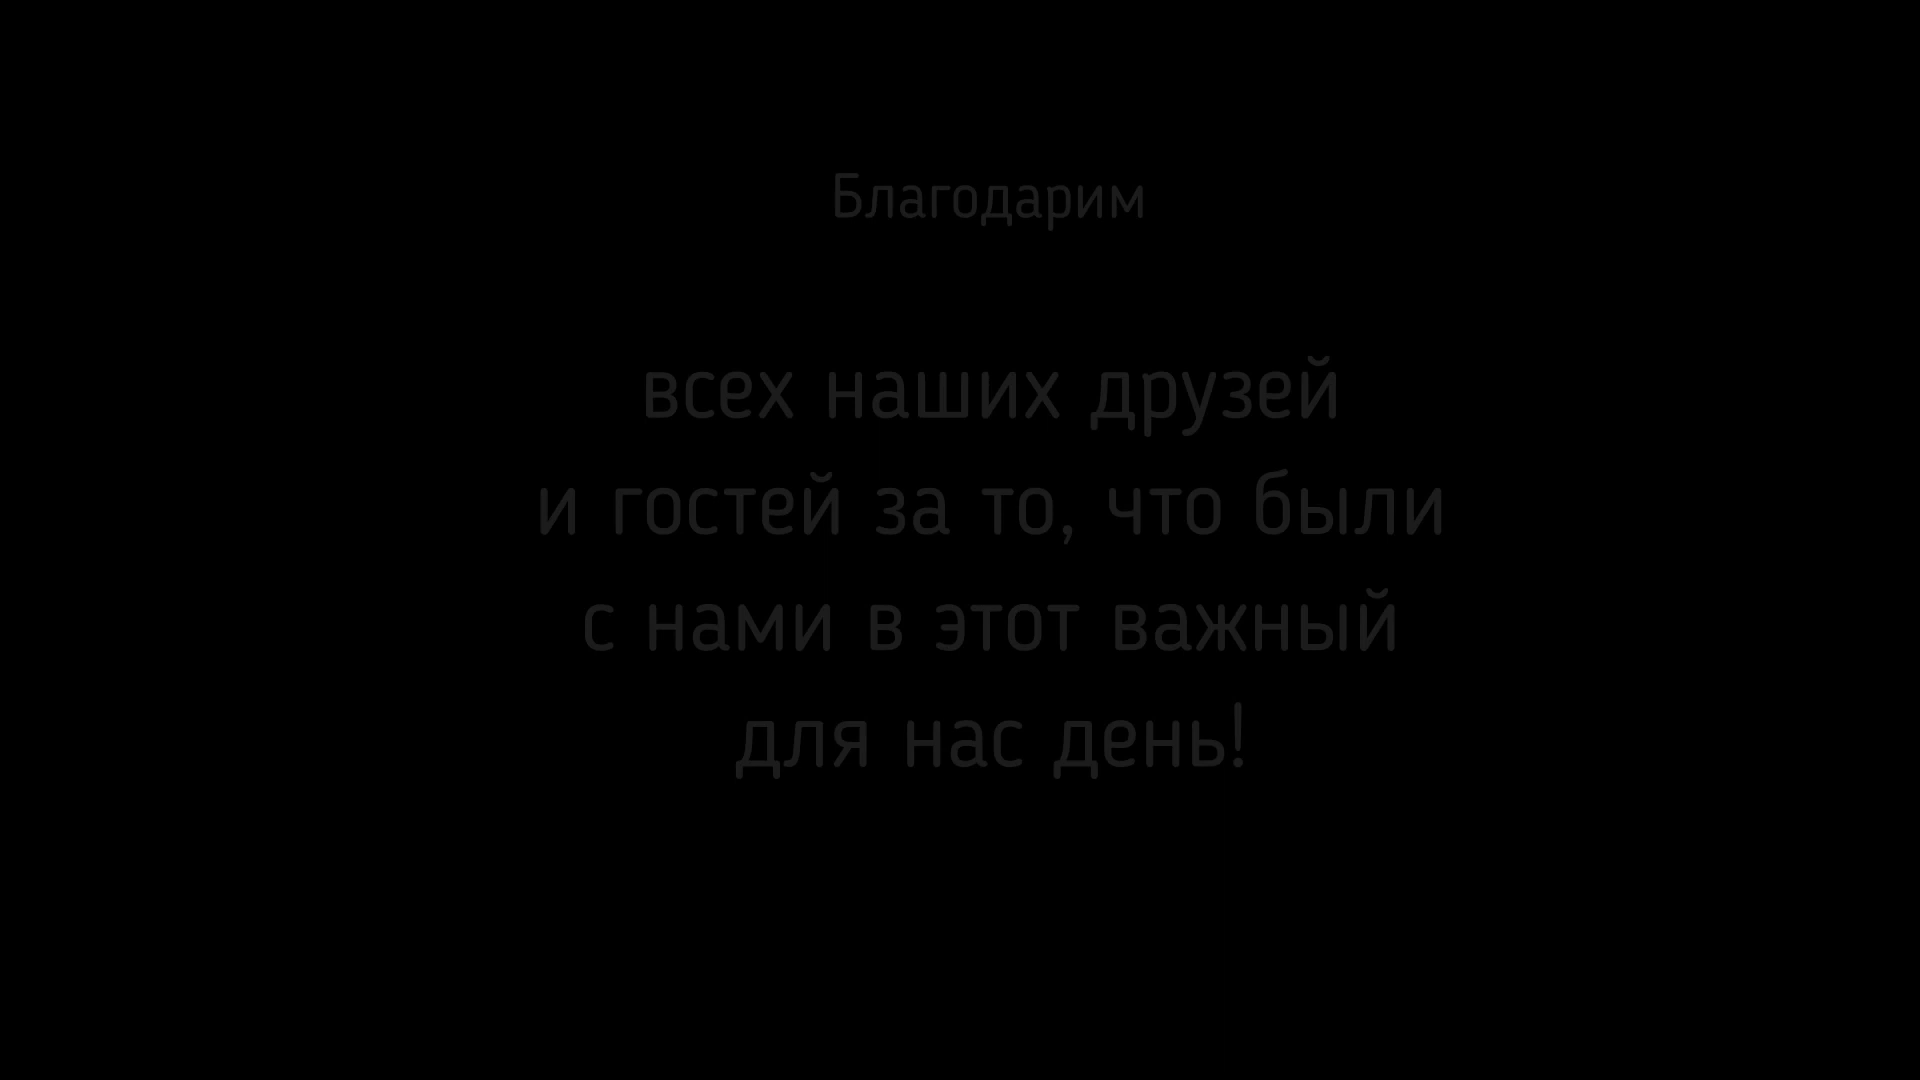 Благодарим
всех наших друзей
и гостей за то, что были
с нами в этот важный
для нас день!